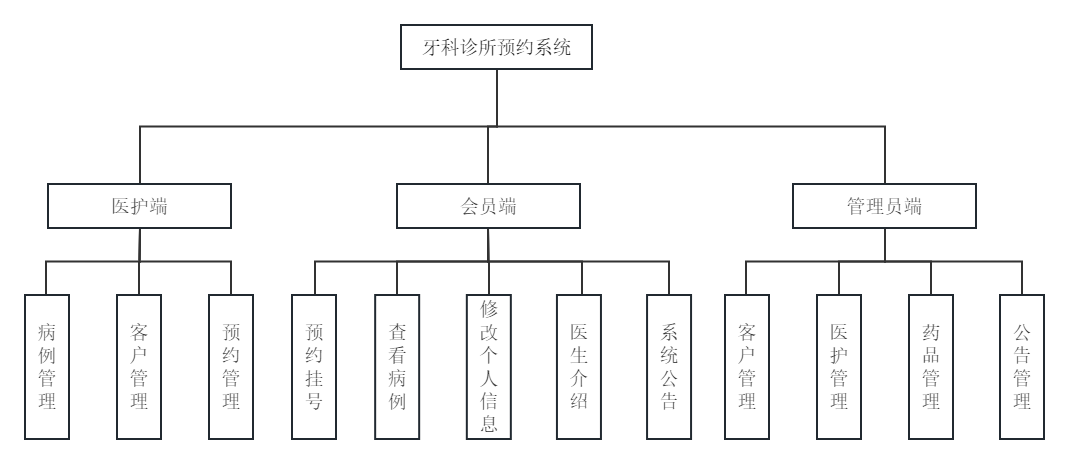 牙科诊所预约系统
医护端
会员端
管理员端
病例管理
客户管理
预约管理
预约挂号
查看病例
修改个人信息
医生介绍
系统公告
客户管理
医护管理
药品管理
公告管理